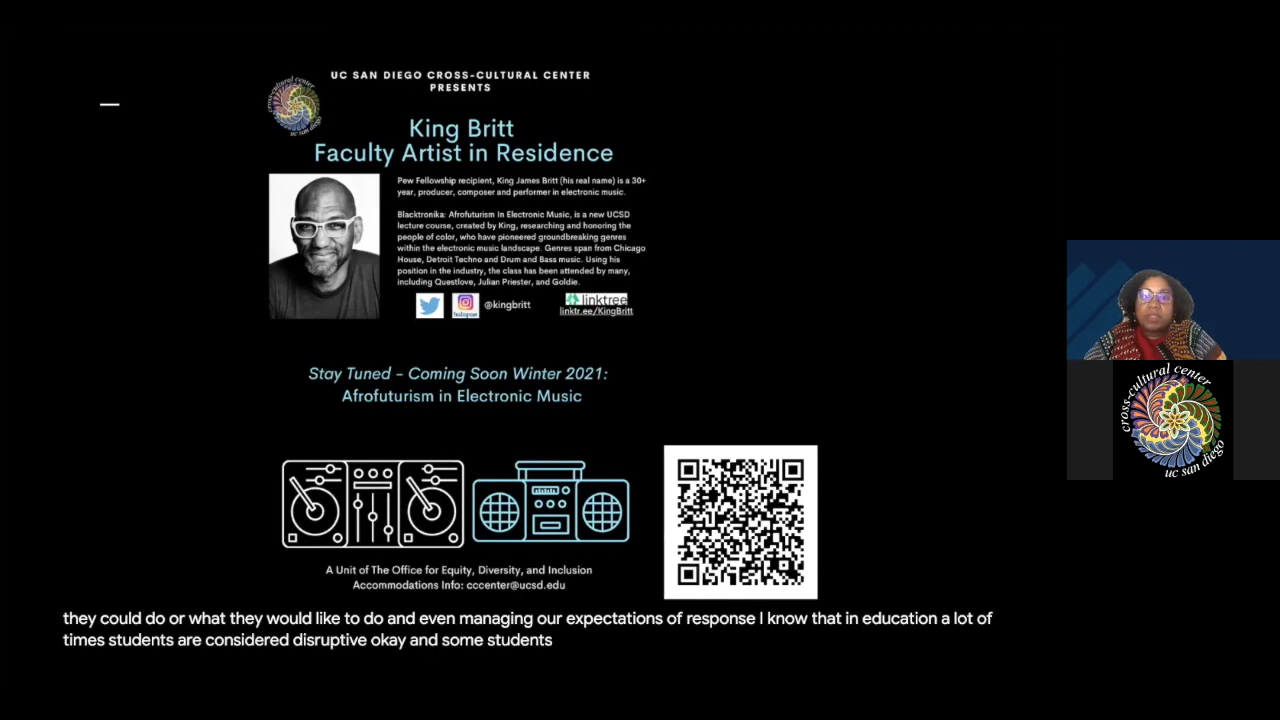 UC SAN DIEGO CROSS-CULTURAL CENTER
PRESENTS
cross-cultural center
uc san diego
King Britt
Faculty Artist in Residence
Pew Fellowship recipient, King James Britt (his real name) is a 30+
year, producer, composer and performer in electronic music.
Blacktronika: Afrofuturism In Electronic Music, is a new UCSD
lecture course, created by King, researching and honoring the
people of color, who have pioneered groundbreaking genres
within the electronic music landscape. Genres span from Chicago
House, Detroit Techno and Drum and Bass music. Using his
position in the industry, the class has been attended by many,
including Questlove, Julian Priester, and Goldie.
Instagram
@kingbritt
linktree
linktr.ee/KingBritt
Stay Tuned - Coming Soon Winter 2021:
Afrofuturism in Electronic Music
A Unit of The Office for Equity, Diversity, and Inclusion
Accommodations Info: cccenter@ucsd.edu
cross-cultural center
uc san diego
they could do or what they would like to do and even managing our expectations of response I know that in education a lot of
times students are considered disruptive okay and some students